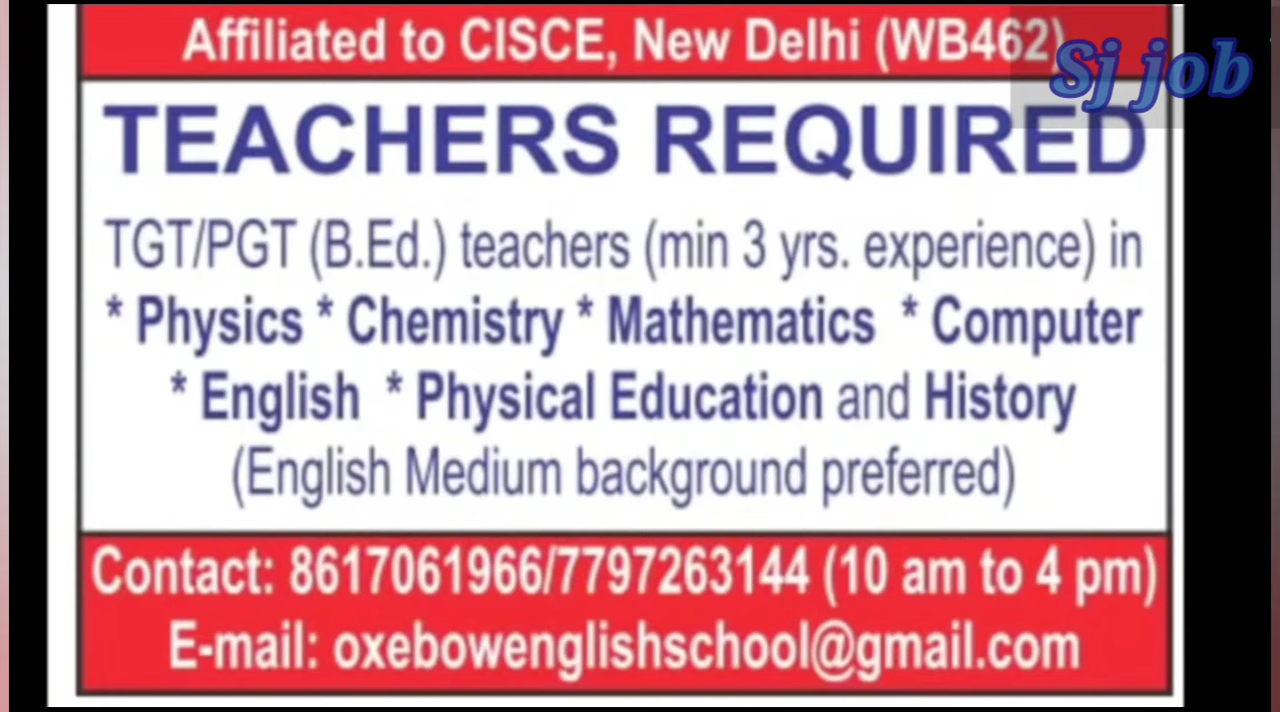 Affiliated to CISCE, New Delhi (WB462)
Sj job
TEACHERS REQUIRED
TGT/PGT (B.Ed.) teachers (min 3 yrs. experience) in
* Physics * Chemistry * Mathematics * Computer
* English * Physical Education and History
(English Medium background preferred)
Contact: 8617061966/7797263144 (10 am to 4 pm)
E-mail: oxebowenglishschool@gmail.com